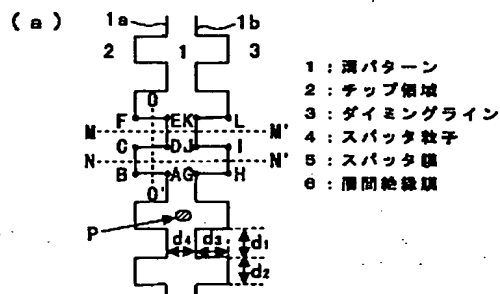 (a)
1a 1b
2 1 3
O
F E K L
M M'
C D J I
N N'
B A G H
O'
P
d4 d3 d1
d2
1 : 溝パターン
2 : チップ領域
3 : ダイミングライン
4 : スパッタ粒子
5 : スパッタ膜
6 : 層間絶縁膜